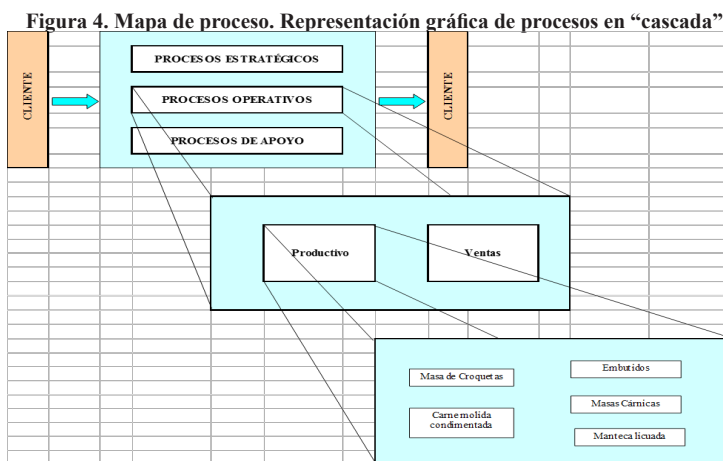 Figura 4. Mapa de proceso. Representación gráfica de procesos en “cascada”
CLIENTE
PROCESOS ESTRATÉGICOS
PROCESOS OPERATIVOS
PROCESOS DE APOYO
CLIENTE
Productivo
Ventas
Masa de Croquetas
Carne molida
condimentada
Embutidos
Masas Cárnicas
Manteca licuada